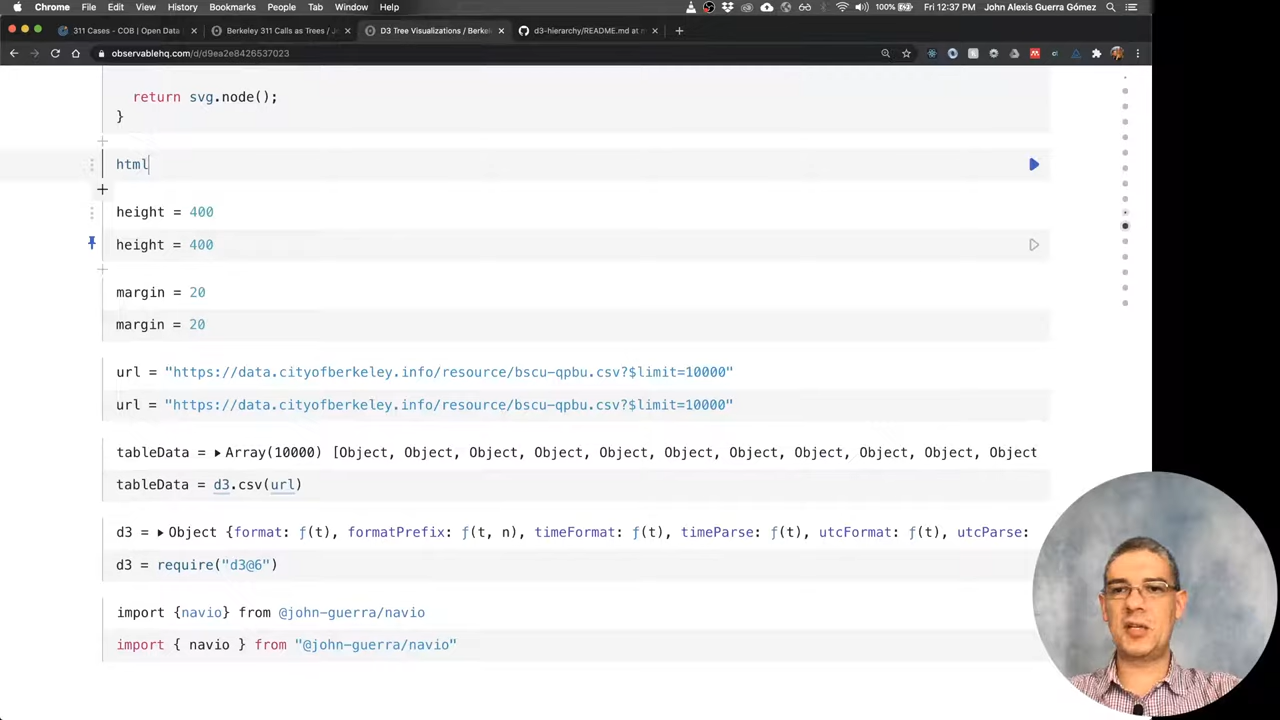 Chrome File Edit View History Bookmarks People Tab Window Help 100% Fri 12:37 PM John Alexis Guerra Gómez
311 Cases - COB | Open Data Berkeley 311 Calls as Trees / D3 Tree Visualizations / Berkel d3-hierarchy/README.md at
observablehq.com/d/d9ea2e8426537023
return svg.node();
}
html
height = 400
height = 400
margin = 20
margin = 20
url = "https://data.cityofberkeley.info/resource/bscu-qpbu.csv?$limit=10000"
url = "https://data.cityofberkeley.info/resource/bscu-qpbu.csv?$limit=10000"
tableData = ▸Array(10000) [Object, Object, Object, Object, Object, Object, Object, Object, Object, Object, Object
tableData = d3.csv(url)
d3 = ▸Object {format: ƒ(t), formatPrefix: ƒ(t, n), timeFormat: ƒ(t), timeParse: ƒ(t), utcFormat: ƒ(t), utcParse:
d3 = require("d3@6")
import {navio} from @john-guerra/navio
import { navio } from "@john-guerra/navio"